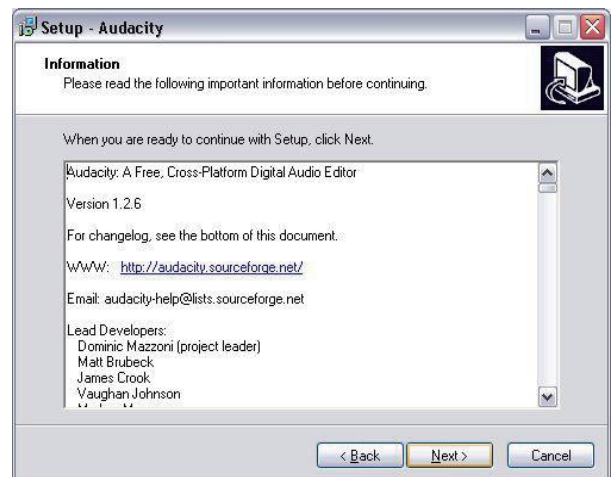 Setup - Audacity
Information
Please read the following important information before continuing.
When you are ready to continue with Setup, click Next.
Audacity: A Free, Cross-Platform Digital Audio Editor
Version 1.2.6
For changelog, see the bottom of this document.
WWW: http://audacity.sourceforge.net/
Email: audacity-help@lists.sourceforge.net
Lead Developers:
Dominic Mazzoni (project leader)
Matt Brubeck
James Crook
Vaughan Johnson
< Back Next > Cancel